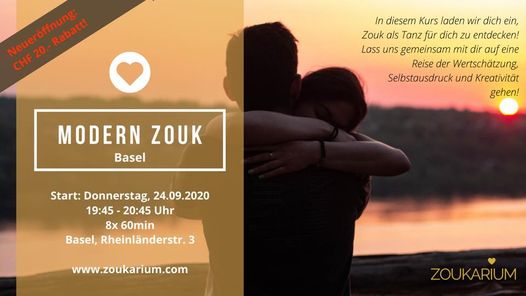 Neueröffnung:
CHF 20.- Rabatt!
MODERN ZOUK
Basel
Start: Donnerstag, 24.09.2020
19:45 - 20:45 Uhr
8x 60min
Basel, Rheinländerstr. 3
www.zoukarium.com
In diesem Kurs laden wir dich ein,
Zouk als Tanz für dich zu entdecken!
Lass uns gemeinsam mit dir auf eine
Reise der Wertschätzung,
Selbstausdruck und Kreativität
gehen!
ZOUKARIUM